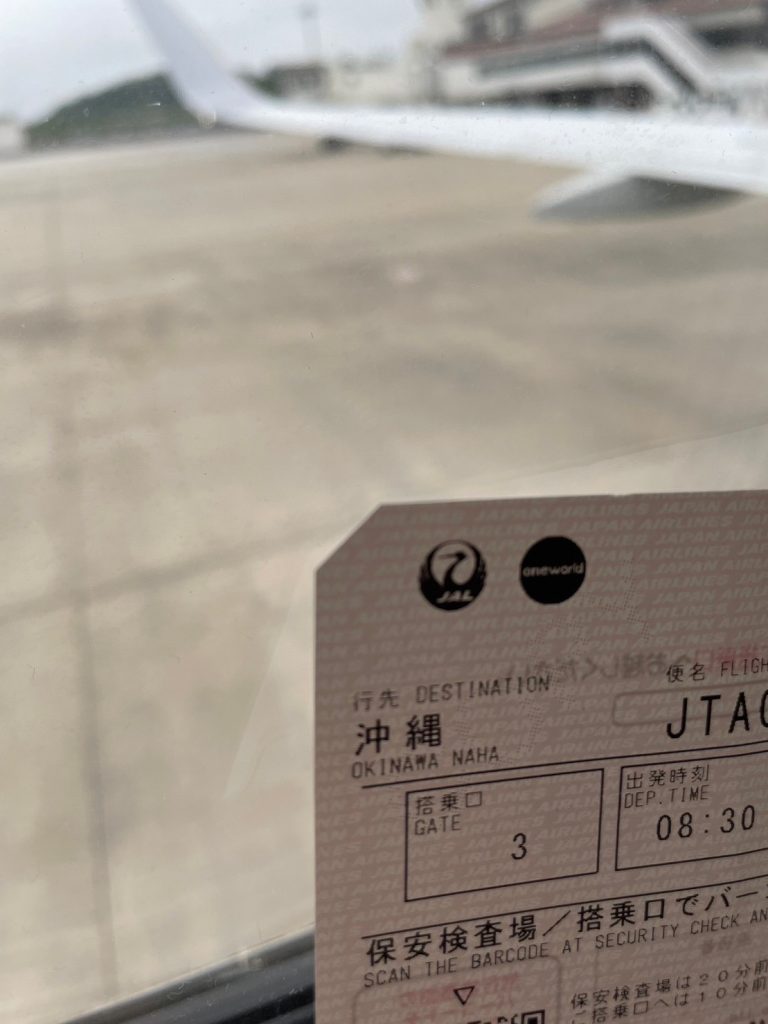 JAL
oneworld
行先 DESTINATION
沖縄
OKINAWA NAHA
便名 FLIGH
JTA0
搭乗口
GATE
3
出発時刻
DEP.TIME
08:30
保安検査場／搭乗口でバー
SCAN THE BARCODE AT SECURITY CHECK AN
保安検査場は20分前
搭乗口へは10分前